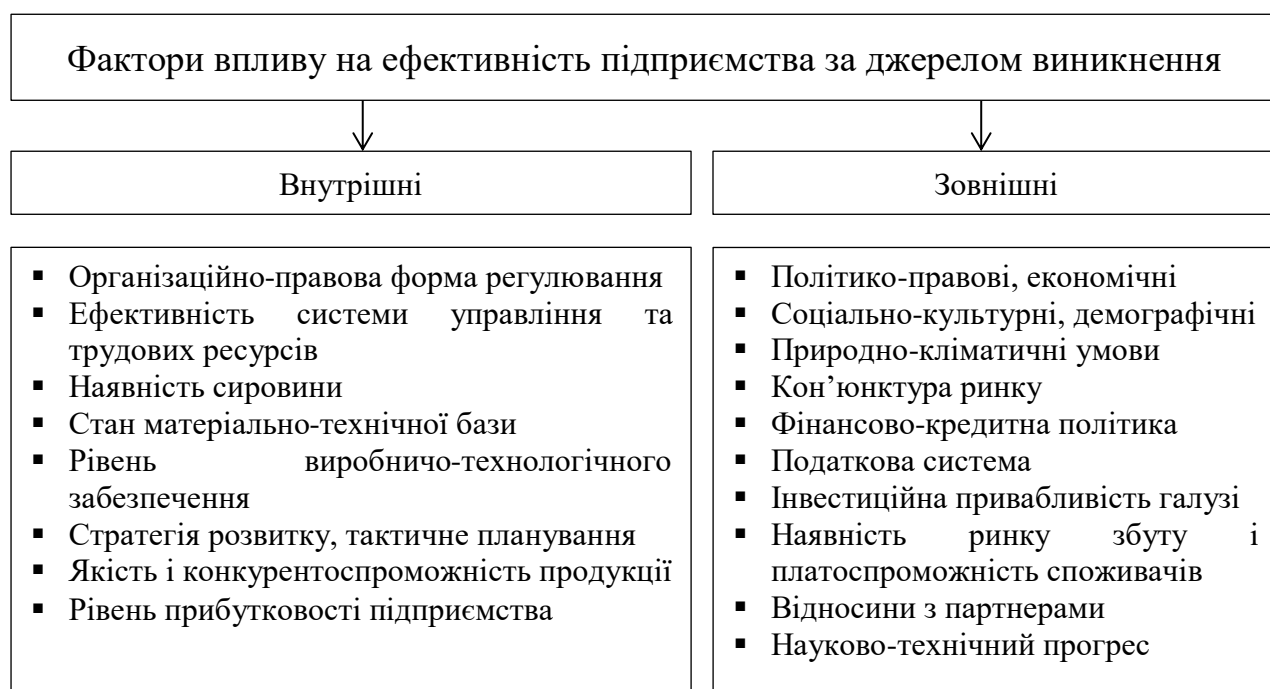 Фактори впливу на ефективність підприємства за джерелом виникнення
Внутрішні
Зовнішні
▪ Організаційно-правова форма регулювання
▪ Ефективність системи управління та
трудових ресурсів
▪ Наявність сировини
▪ Стан матеріально-технічної бази
▪ Рівень виробничо-технологічного
забезпечення
▪ Стратегія розвитку, тактичне планування
▪ Якість і конкурентоспроможність продукції
▪ Рівень прибутковості підприємства
▪ Політико-правові, економічні
▪ Соціально-культурні, демографічні
▪ Природно-кліматичні умови
▪ Кон’юнктура ринку
▪ Фінансово-кредитна політика
▪ Податкова система
▪ Інвестиційна привабливість галузі
▪ Наявність ринку збуту і
платоспроможність споживачів
▪ Відносини з партнерами
▪ Науково-технічний прогрес